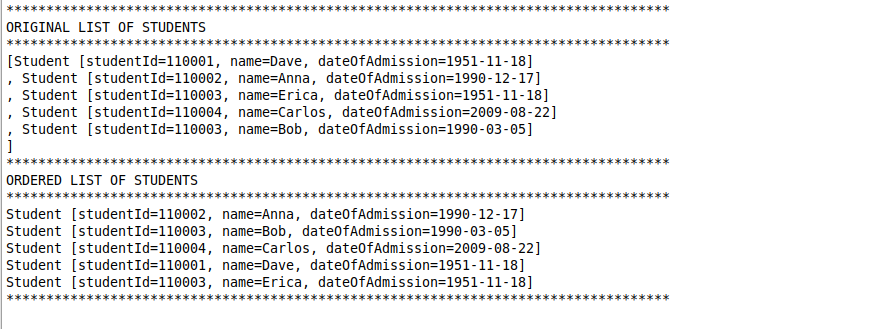 ***********************************************************************************
ORIGINAL LIST OF STUDENTS
***********************************************************************************
[Student [studentId=110001, name=Dave, dateOfAdmission=1951-11-18]
, Student [studentId=110002, name=Anna, dateOfAdmission=1990-12-17]
, Student [studentId=110003, name=Erica, dateOfAdmission=1951-11-18]
, Student [studentId=110004, name=Carlos, dateOfAdmission=2009-08-22]
, Student [studentId=110003, name=Bob, dateOfAdmission=1990-03-05]
]
***********************************************************************************
ORDERED LIST OF STUDENTS
***********************************************************************************
Student [studentId=110002, name=Anna, dateOfAdmission=1990-12-17]
Student [studentId=110003, name=Bob, dateOfAdmission=1990-03-05]
Student [studentId=110004, name=Carlos, dateOfAdmission=2009-08-22]
Student [studentId=110001, name=Dave, dateOfAdmission=1951-11-18]
Student [studentId=110003, name=Erica, dateOfAdmission=1951-11-18]
***********************************************************************************